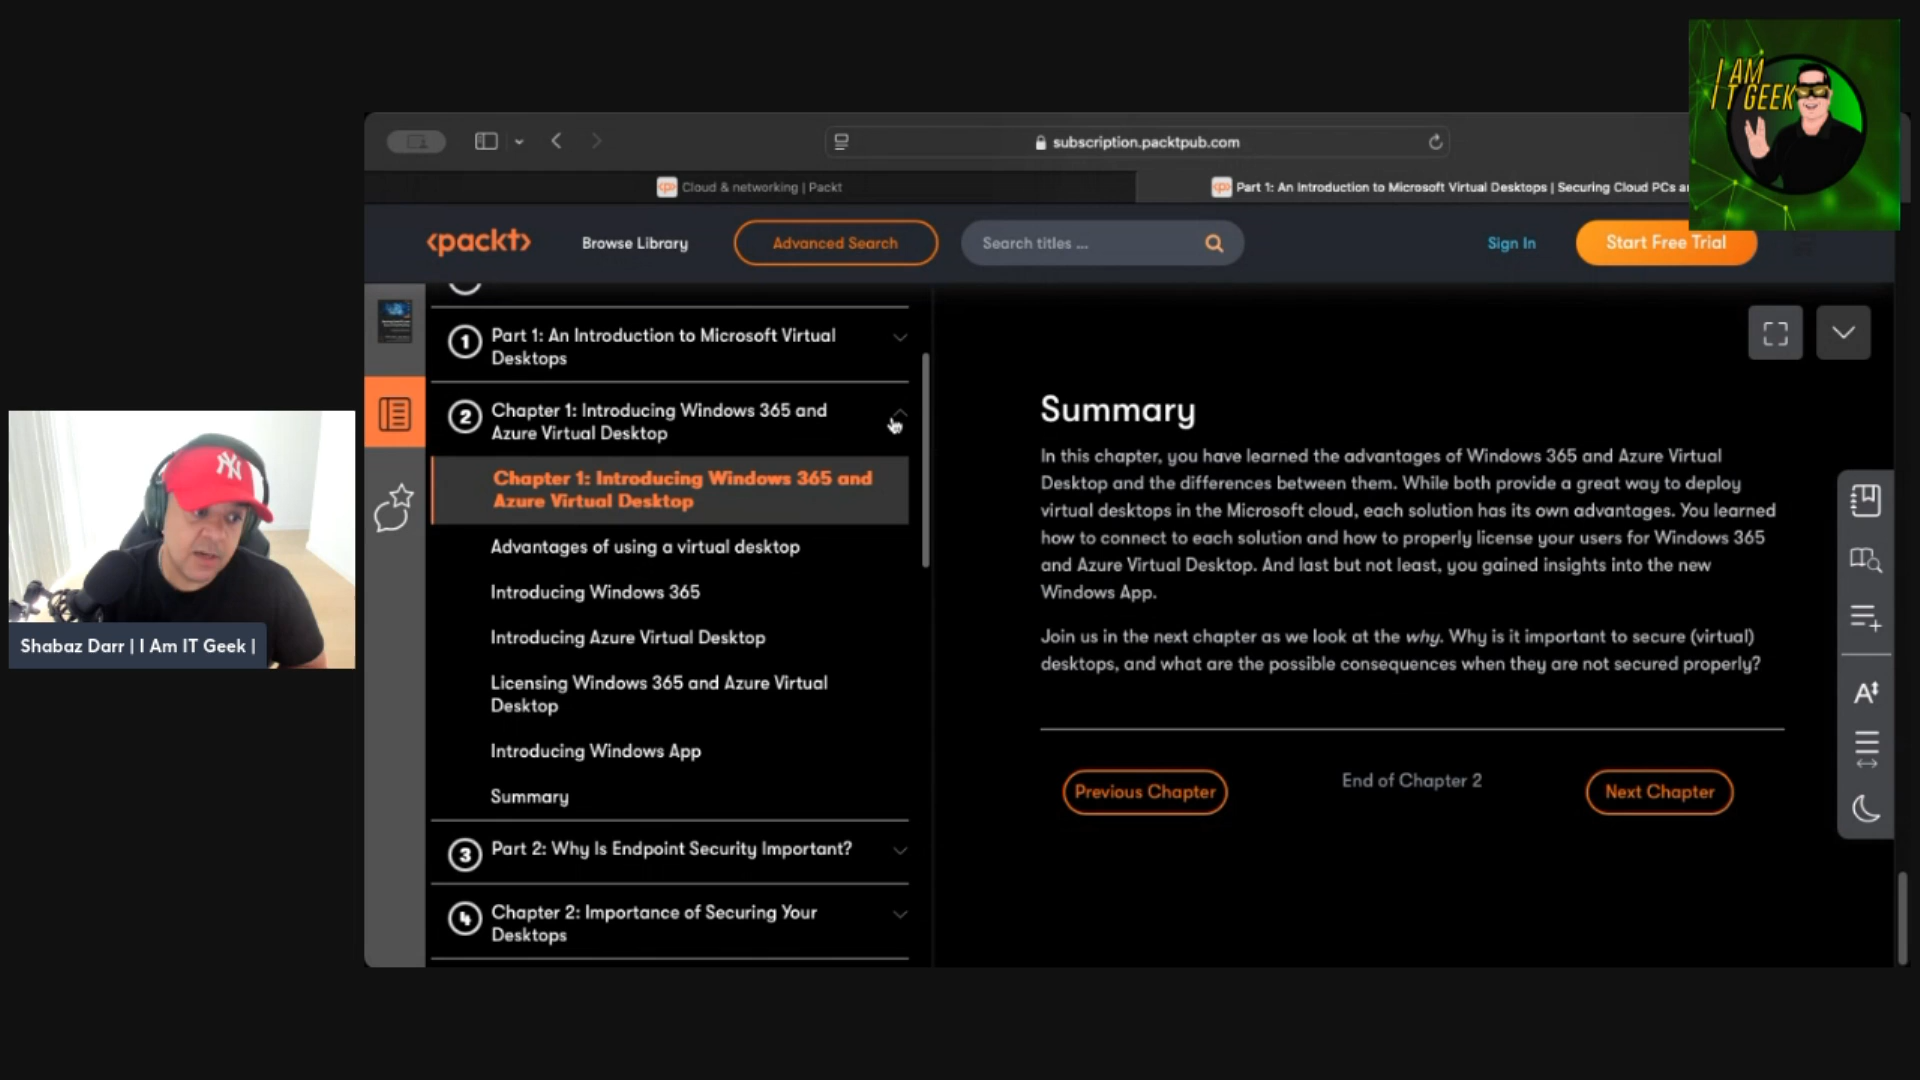 I AM
IT GEEK
subscription.packtpub.com
Cloud & networking | Packt
Part 1: An Introduction to Microsoft Virtual Desktops | Securing Cloud PCs
<packt>
Browse Library
Advanced Search
Search titles ...
Sign In
Start Free Trial
1
Part 1: An Introduction to Microsoft Virtual
Desktops
2
Chapter 1: Introducing Windows 365 and
Azure Virtual Desktop
Chapter 1: Introducing Windows 365 and
Azure Virtual Desktop
Advantages of using a virtual desktop
Introducing Windows 365
Introducing Azure Virtual Desktop
Licensing Windows 365 and Azure Virtual
Desktop
Introducing Windows App
Summary
3
Part 2: Why Is Endpoint Security Important?
4
Chapter 2: Importance of Securing Your
Desktops
Summary
In this chapter, you have learned the advantages of Windows 365 and Azure Virtual
Desktop and the differences between them. While both provide a great way to deploy
virtual desktops in the Microsoft cloud, each solution has its own advantages. You learned
how to connect to each solution and how to properly license your users for Windows 365
and Azure Virtual Desktop. And last but not least, you gained insights into the new
Windows App.
Join us in the next chapter as we look at the why. Why is it important to secure (virtual)
desktops, and what are the possible consequences when they are not secured properly?
Previous Chapter
End of Chapter 2
Next Chapter
A
NY
Shabaz Darr | I Am IT Geek |